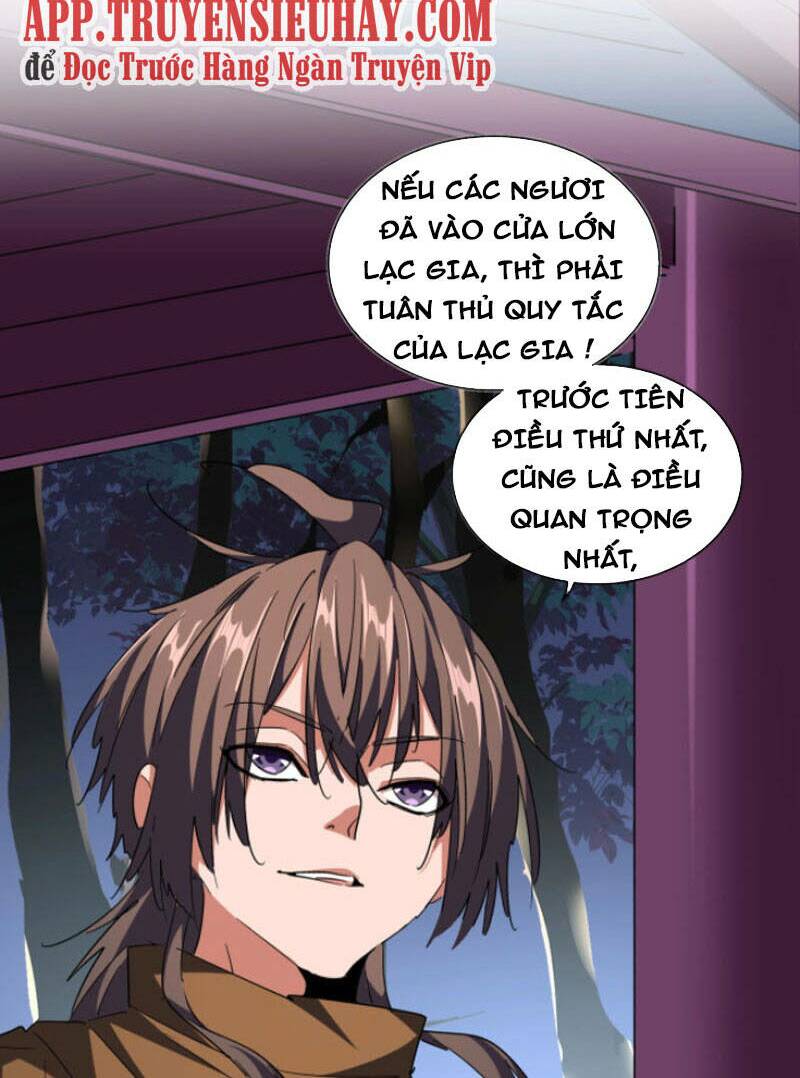 APP.TRUYENSIEUHAY.COM
để Đọc Trước Hàng Ngàn Truyện Vip
NẾU CÁC NGƯƠI
ĐÃ VÀO CỬA LỚN
LẠC GIA, THÌ PHẢI
TUÂN THỦ QUY TẮC
CỦA LẠC GIA !
TRƯỚC TIÊN
ĐIỀU THỨ NHẤT,
CŨNG LÀ ĐIỀU
QUAN TRỌNG
NHẤT,